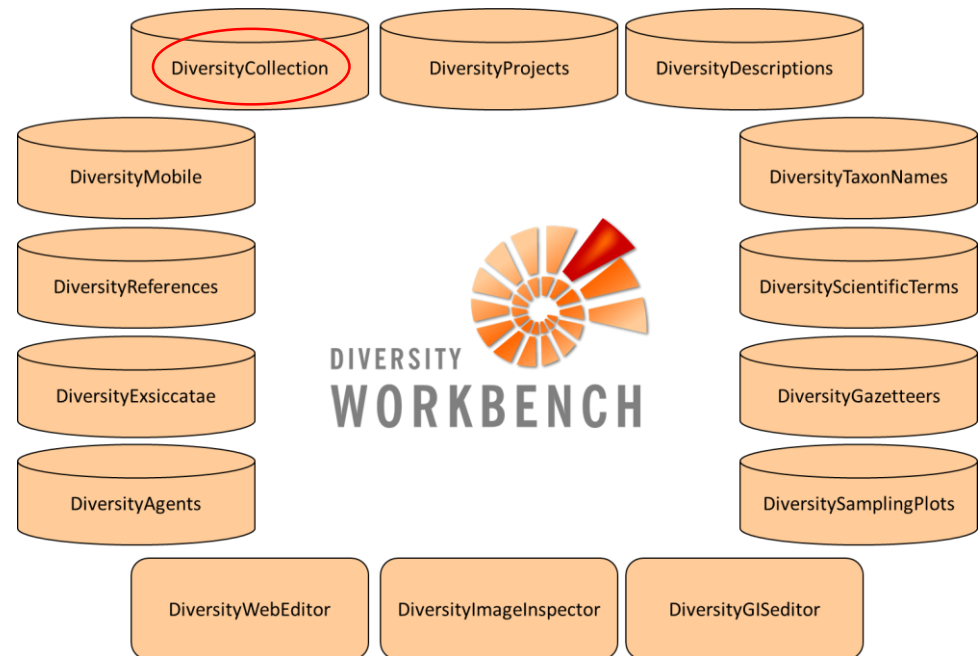 DiversityCollection
DiversityProjects
DiversityDescriptions
DiversityMobile
DiversityTaxonNames
DiversityReferences
DiversityScientificTerms
DIVERSITY
WORKBENCH
DiversityExsiccatae
DiversityGazetteers
DiversityAgents
DiversitySamplingPlots
DiversityWebEditor
DiversityImageInspector
DiversityGISeditor